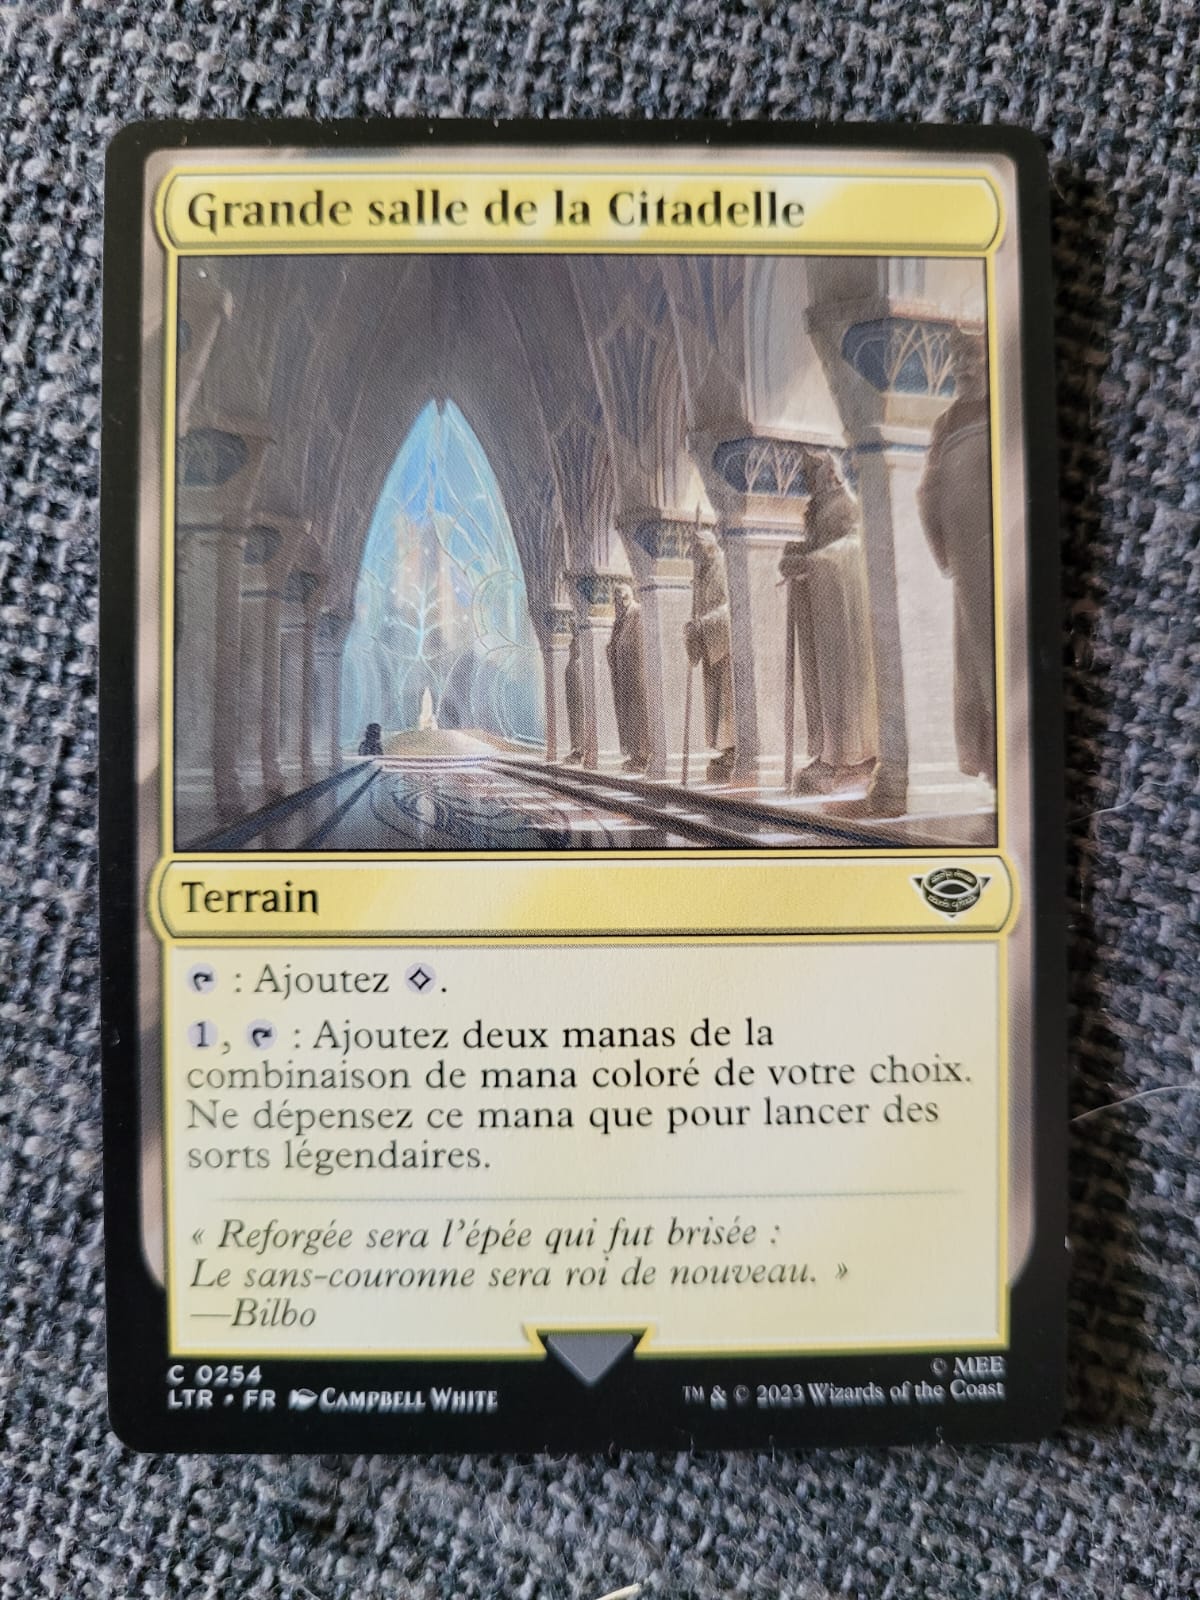 Grande salle de la Citadelle
Terrain
: Ajoutez .
1, : Ajoutez deux manas de la
combinaison de mana coloré de votre choix.
Ne dépensez ce mana que pour lancer des
sorts légendaires.
« Reforgée sera l'épée qui fut brisée :
Le sans-couronne sera roi de nouveau. »
—Bilbo
C 0254
LTR • FR CAMPBELL WHITE
© MEE
™ & © 2023 Wizards of the Coast